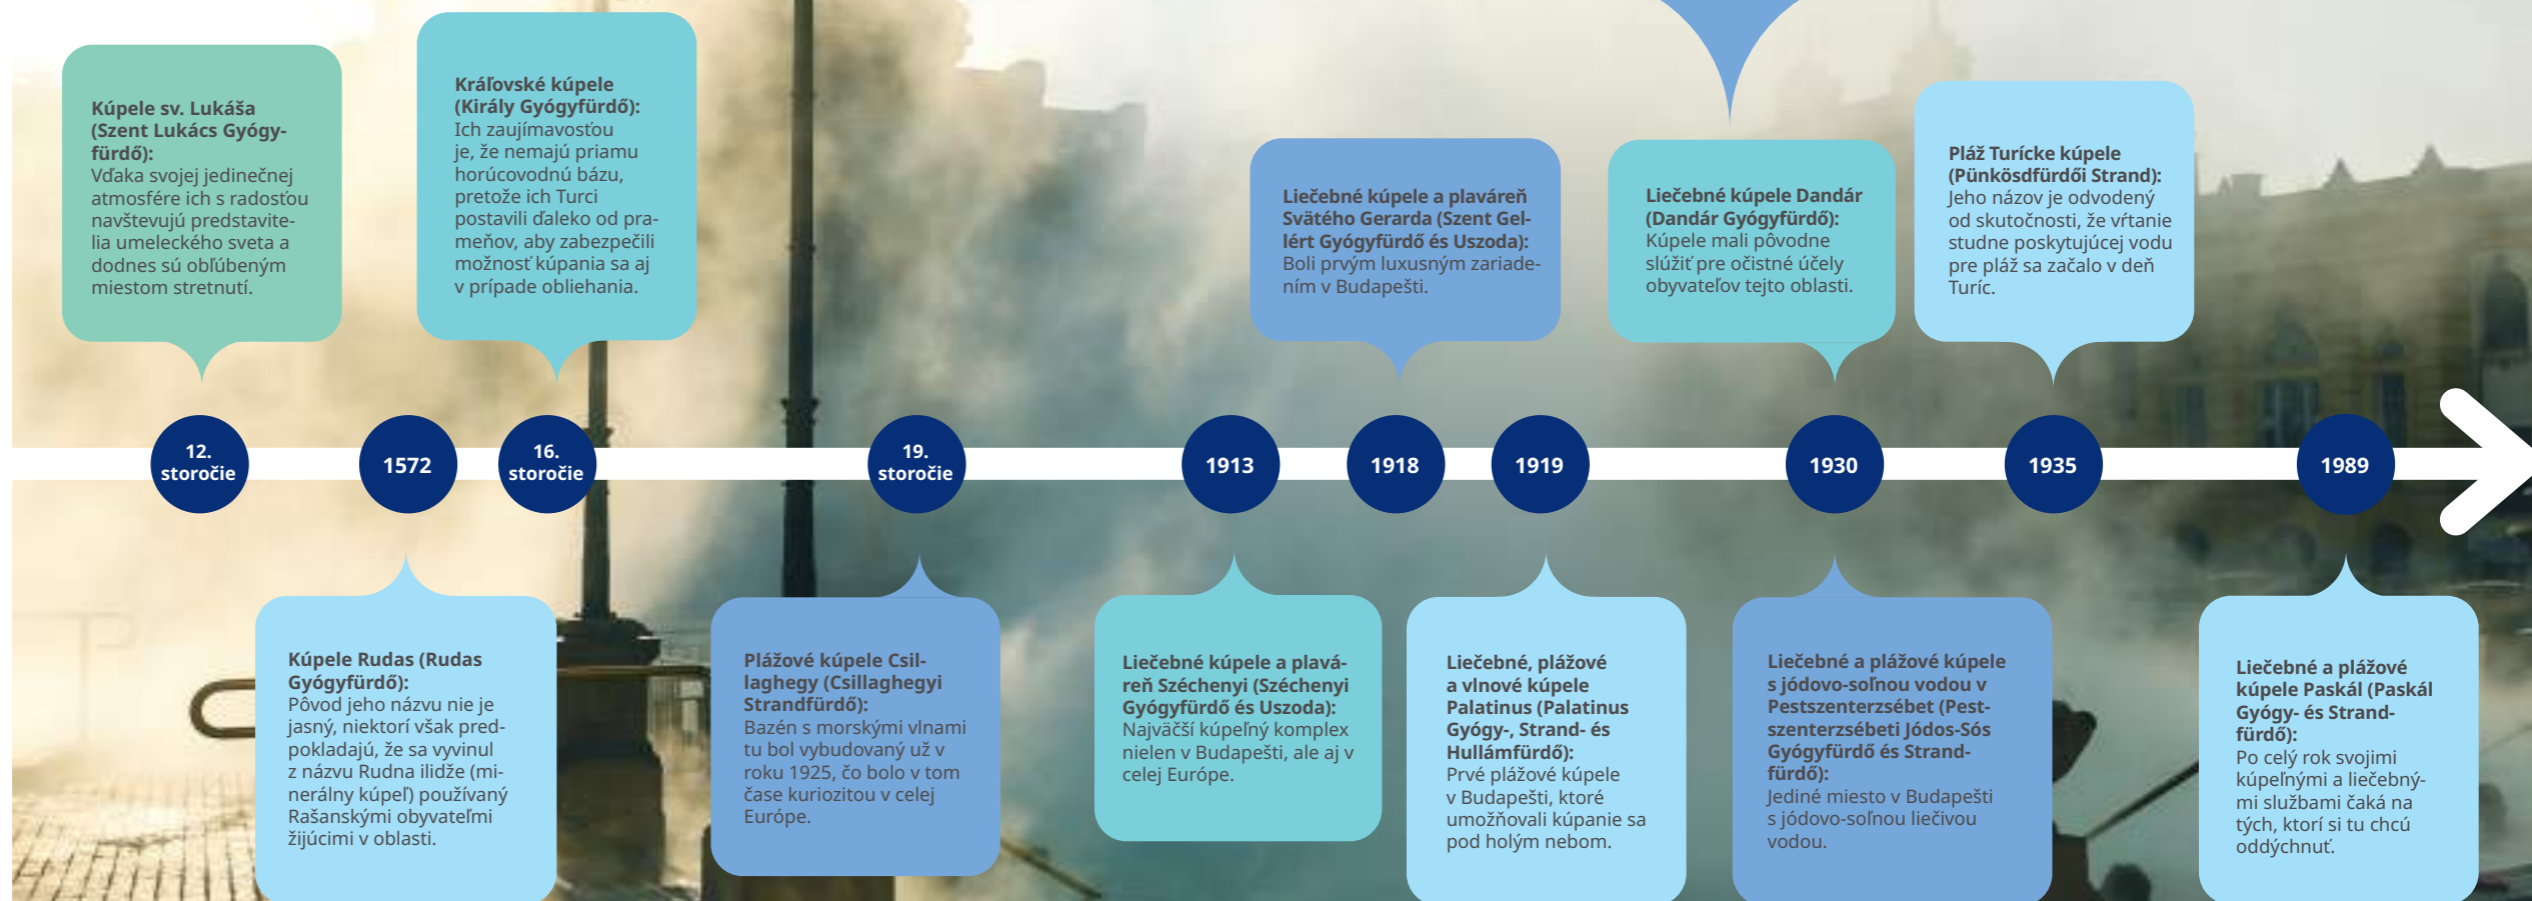 Kúpele sv. Lukáša
(Szent Lukács Gyógy-
fürdő):
Vďaka svojej jedinečnej
atmosfére ich s radosťou
navštevujú predstavite-
lia umeleckého sveta a
dodnes sú obľúbeným
miestom stretnutí.
Kráľovské kúpele
(Király Gyógyfürdő):
Ich zaujímavosťou
je, že nemajú priamu
horúcovodnú bázu,
pretože ich Turci
postavili ďaleko od pra-
meňov, aby zabezpečili
možnosť kúpania sa aj
v prípade obliehania.
Liečebné kúpele a plaváreň
Svätého Gerarda (Szent Gel-
lért Gyógyfürdő és Uszoda):
Boli prvým luxusným zariade-
ním v Budapešti.
Liečebné kúpele Dandár
(Dandár Gyógyfürdő):
Kúpele mali pôvodne
slúžiť pre očistné účely
obyvateľov tejto oblasti.
Pláž Turícke kúpele
(Pünkösdfürdői Strand):
Jeho názov je odvodený
od skutočnosti, že vŕtanie
studne poskytujúcej vodu
pre pláž sa začalo v deň
Turíc.
12.
storočie
1572
16.
storočie
19.
storočie
1913
1918
1919
1930
1935
1989
Kúpele Rudas (Rudas
Gyógyfürdő):
Pôvod jeho názvu nie je
jasný, niektorí však pred-
pokladajú, že sa vyvinul
z názvu Rudna ilidže (mi-
nerálny kúpeľ) používaný
Rašanskými obyvateľmi
žijúcimi v oblasti.
Plážové kúpele Csil-
laghegy (Csillaghegyi
Strandfürdő):
Bazén s morskými vlnami
tu bol vybudovaný už v
roku 1925, čo bolo v tom
čase kuriozitou v celej
Európe.
Liečebné kúpele a plavá-
reň Széchenyi (Széchenyi
Gyógyfürdő és Uszoda):
Najväčší kúpeľný komplex
nielen v Budapešti, ale aj v
celej Európe.
Liečebné, plážové
a vlnové kúpele
Palatinus (Palatinus
Gyógy-, Strand- és
Hullámfürdő):
Prvé plážové kúpele
v Budapešti, ktoré
umožňovali kúpanie sa
pod holým nebom.
Liečebné a plážové kúpele
s jódovo-soľnou vodou v
Pestszenterzsébet (Pest-
szenterzsébeti Jódos-Sós
Gyógyfürdő és Strand-
fürdő):
Jediné miesto v Budapešti
s jódovo-soľnou liečivou
vodou.
Liečebné a plážové
kúpele Paskál (Paskál
Gyógy- és Strand-
fürdő):
Po celý rok svojimi
kúpeľnými a liečebný-
mi službami čaká na
tých, ktorí si tu chcú
oddýchnuť.